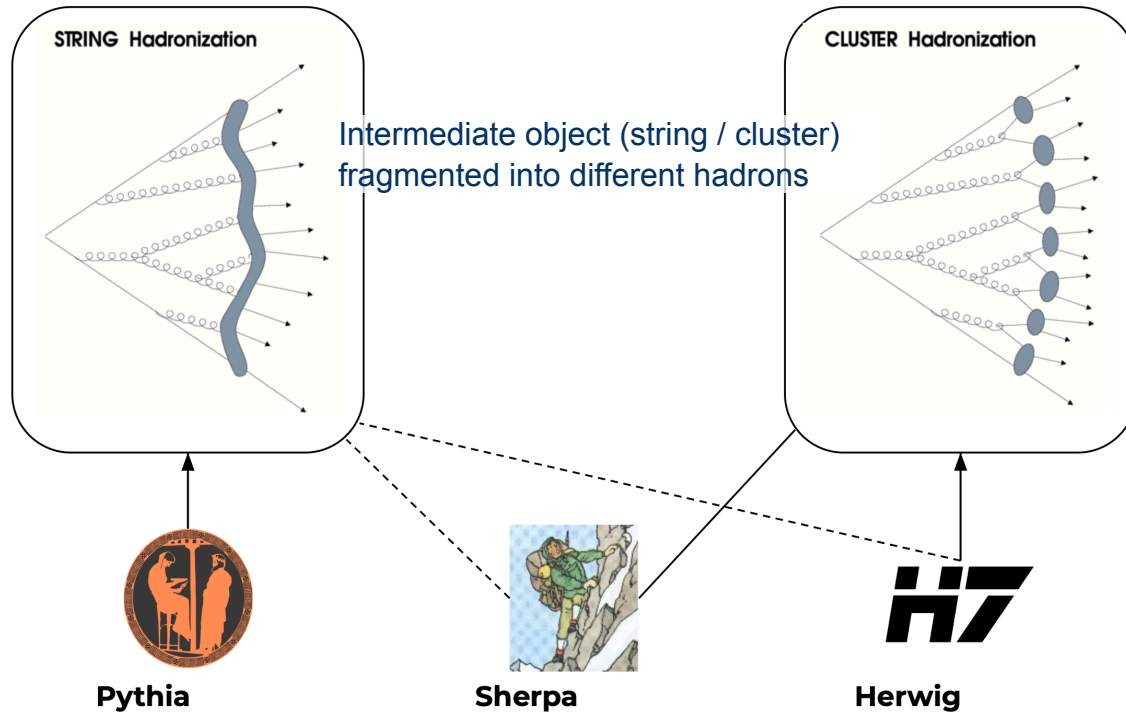 STRING Hadronization
CLUSTER Hadronization
Intermediate object (string / cluster)
fragmented into different hadrons
H7
Pythia
Sherpa
Herwig